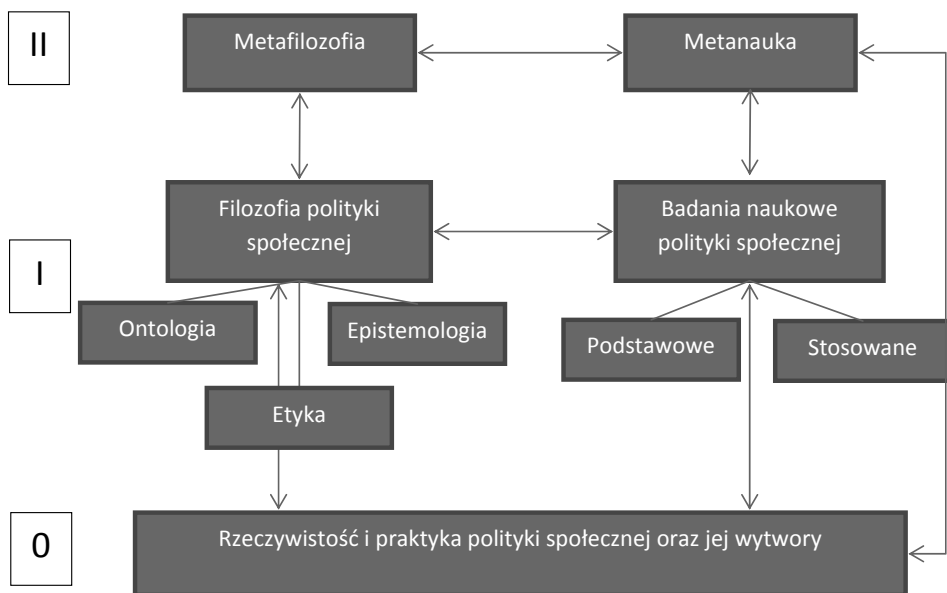 II
Metafilozofia
Metanauka
Filozofia polityki
społecznej
Badania naukowe
polityki społecznej
I
Ontologia
Epistemologia
Podstawowe
Stosowane
Etyka
0
Rzeczywistość i praktyka polityki społecznej oraz jej wytwory